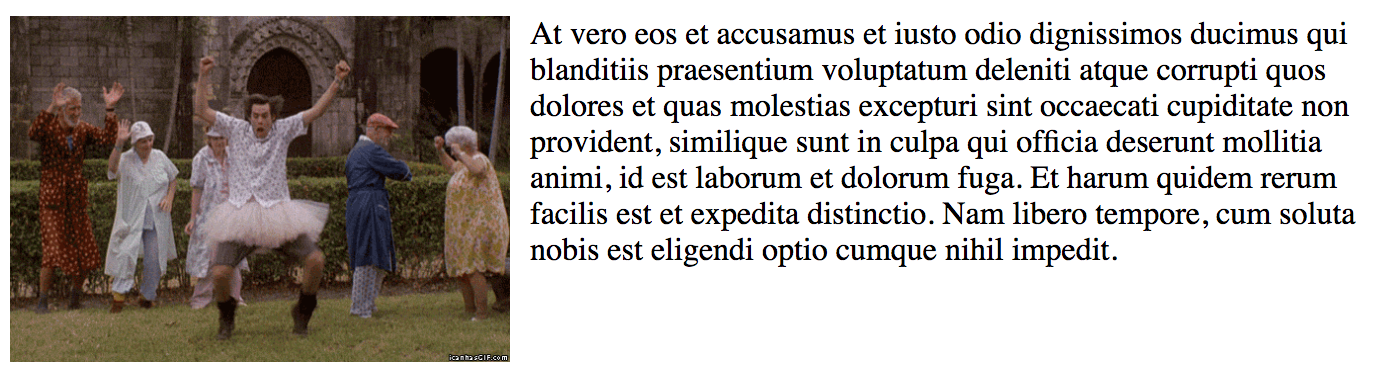 At vero eos et accusamus et iusto odio dignissimos ducimus qui
blanditiis praesentium voluptatum deleniti atque corrupti quos
dolores et quas molestias excepturi sint occaecati cupiditate non
provident, similique sunt in culpa qui officia deserunt mollitia
animi, id est laborum et dolorum fuga. Et harum quidem rerum
facilis est et expedita distinctio. Nam libero tempore, cum soluta
nobis est eligendi optio cumque nihil impedit.
icanhasGIF.com